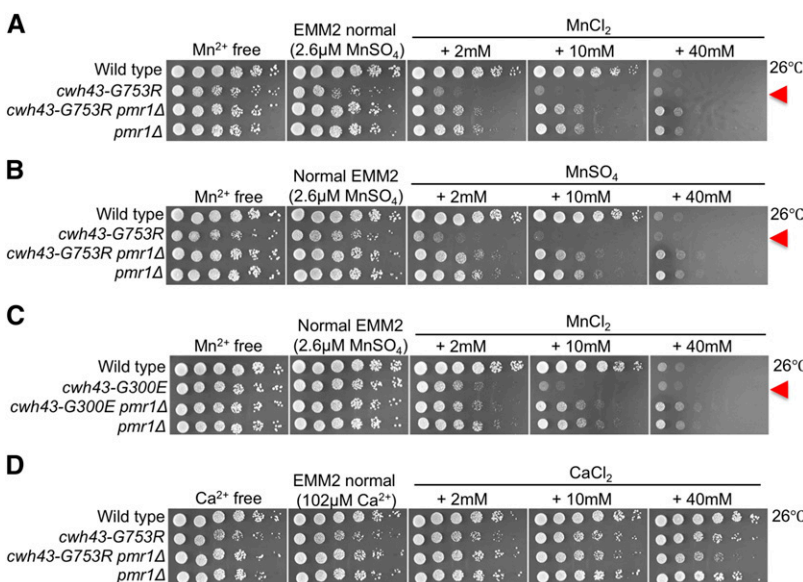 A
Mn²⁺ free
EMM2 normal
(2.6µM MnSO₄)
MnCl₂
+ 2mM
+ 10mM
+ 40mM
Wild type
26℃
cwh43-G753R
cwh43-G753R pmr1Δ
pmr1Δ
B
Mn²⁺ free
Normal EMM2
(2.6µM MnSO₄)
MnSO₄
+ 2mM
+ 10mM
+ 40mM
Wild type
26℃
cwh43-G753R
cwh43-G753R pmr1Δ
pmr1Δ
C
Mn²⁺ free
Normal EMM2
(2.6µM MnSO₄)
MnCl₂
+ 2mM
+ 10mM
+ 40mM
Wild type
26℃
cwh43-G300E
cwh43-G300E pmr1Δ
pmr1Δ
D
Ca²⁺ free
EMM2 normal
(102µM Ca²⁺)
CaCl₂
+ 2mM
+ 10mM
+ 40mM
Wild type
26℃
cwh43-G753R
cwh43-G753R pmr1Δ
pmr1Δ